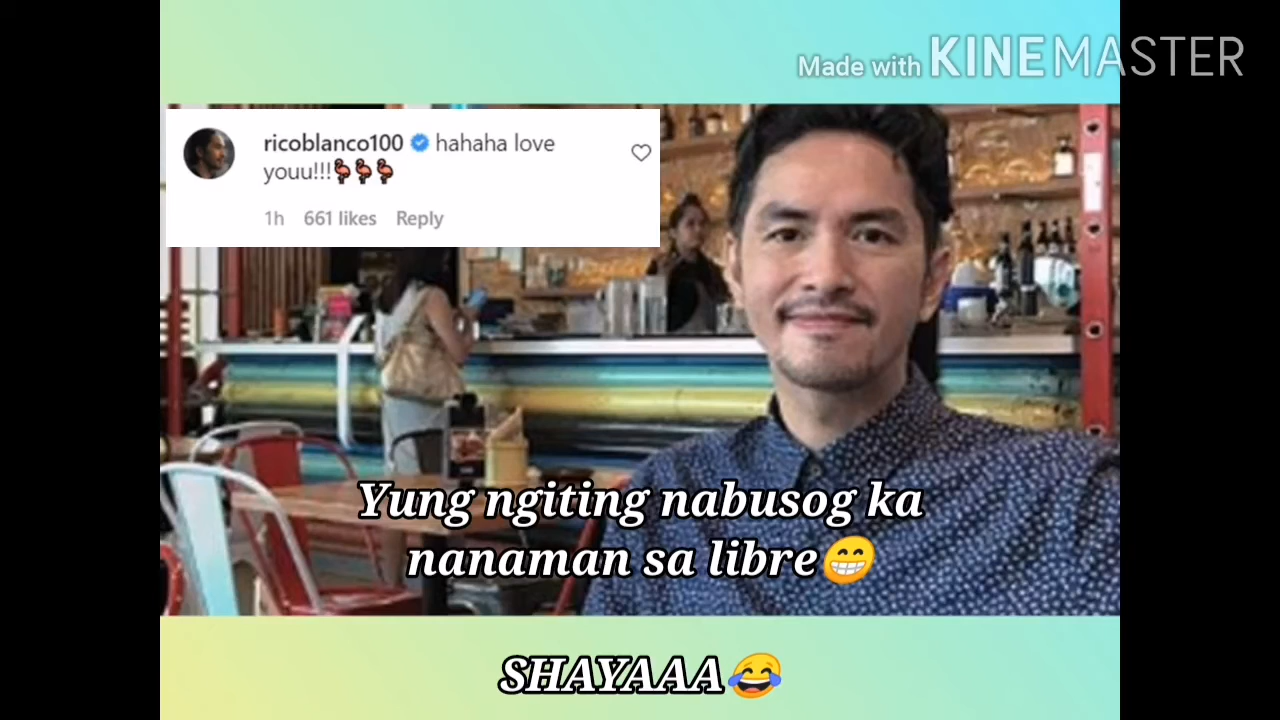 Made with KINEMASTER
ricoblanco100 hahaha love
youu!!!🦩🦩🦩
1h 661 likes Reply
Yung ngiting nabusog ka
nanaman sa libre😁
SHAYAAA😂